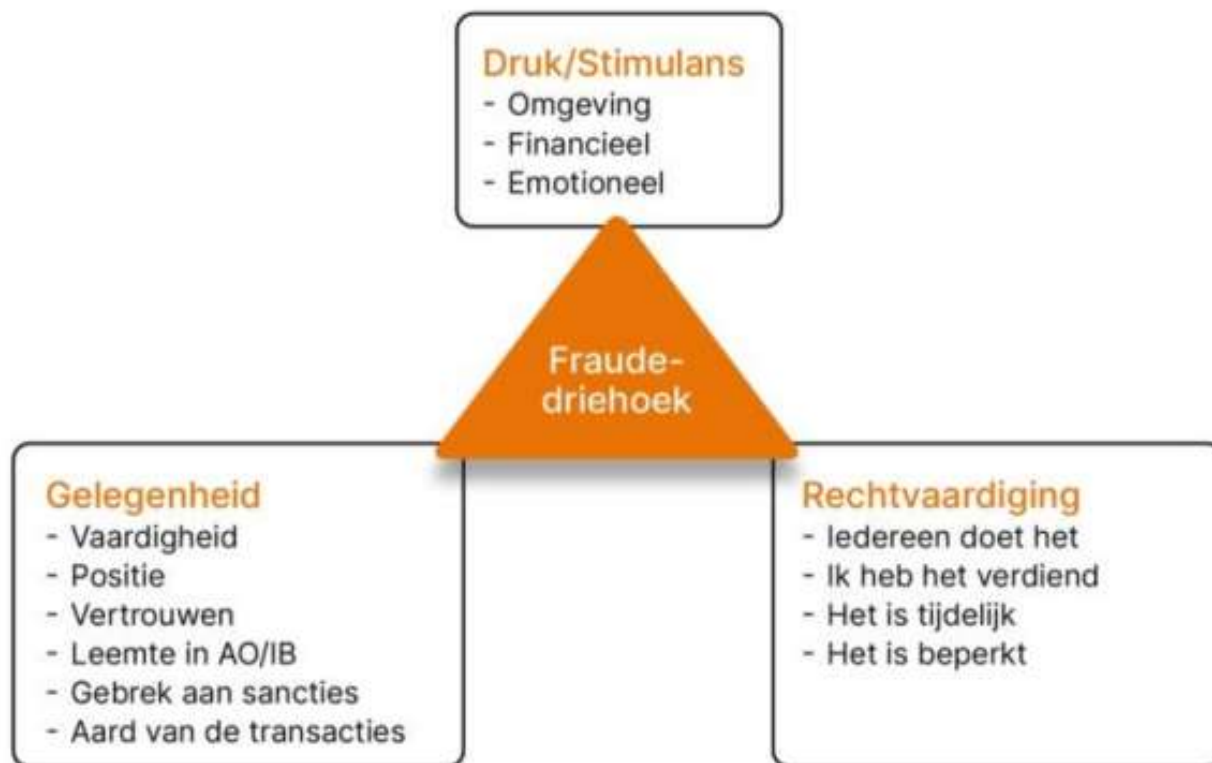 Druk/Stimulans
- Omgeving
- Financieel
- Emotioneel
Fraude-
driehoek
Gelegenheid
- Vaardigheid
- Positie
- Vertrouwen
- Leemte in AO/IB
- Gebrek aan sancties
- Aard van de transacties
Rechtvaardiging
- Iedereen doet het
- Ik heb het verdiend
- Het is tijdelijk
- Het is beperkt